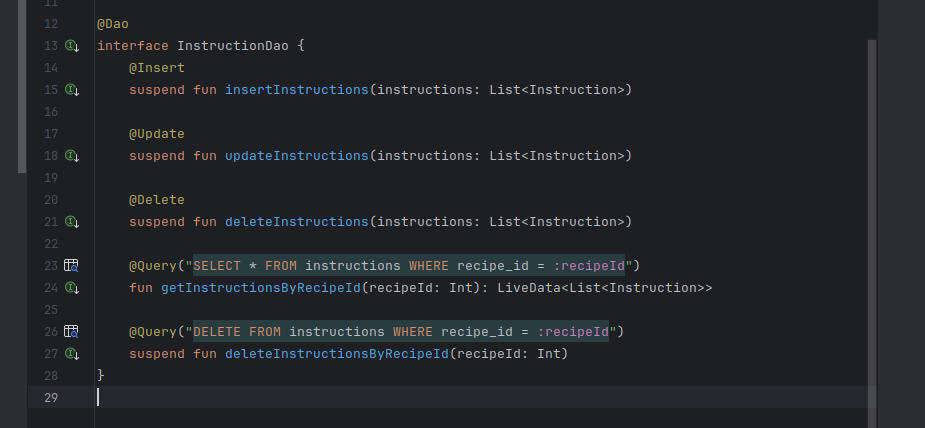 11
12 @Dao
13 interface InstructionDao {
14 @Insert
15 suspend fun insertInstructions(instructions: List<Instruction>)
16
17 @Update
18 suspend fun updateInstructions(instructions: List<Instruction>)
19
20 @Delete
21 suspend fun deleteInstructions(instructions: List<Instruction>)
22
23 @Query("SELECT * FROM instructions WHERE recipe_id = :recipeId")
24 fun getInstructionsByRecipeId(recipeId: Int): LiveData<List<Instruction>>
25
26 @Query("DELETE FROM instructions WHERE recipe_id = :recipeId")
27 suspend fun deleteInstructionsByRecipeId(recipeId: Int)
28 }
29